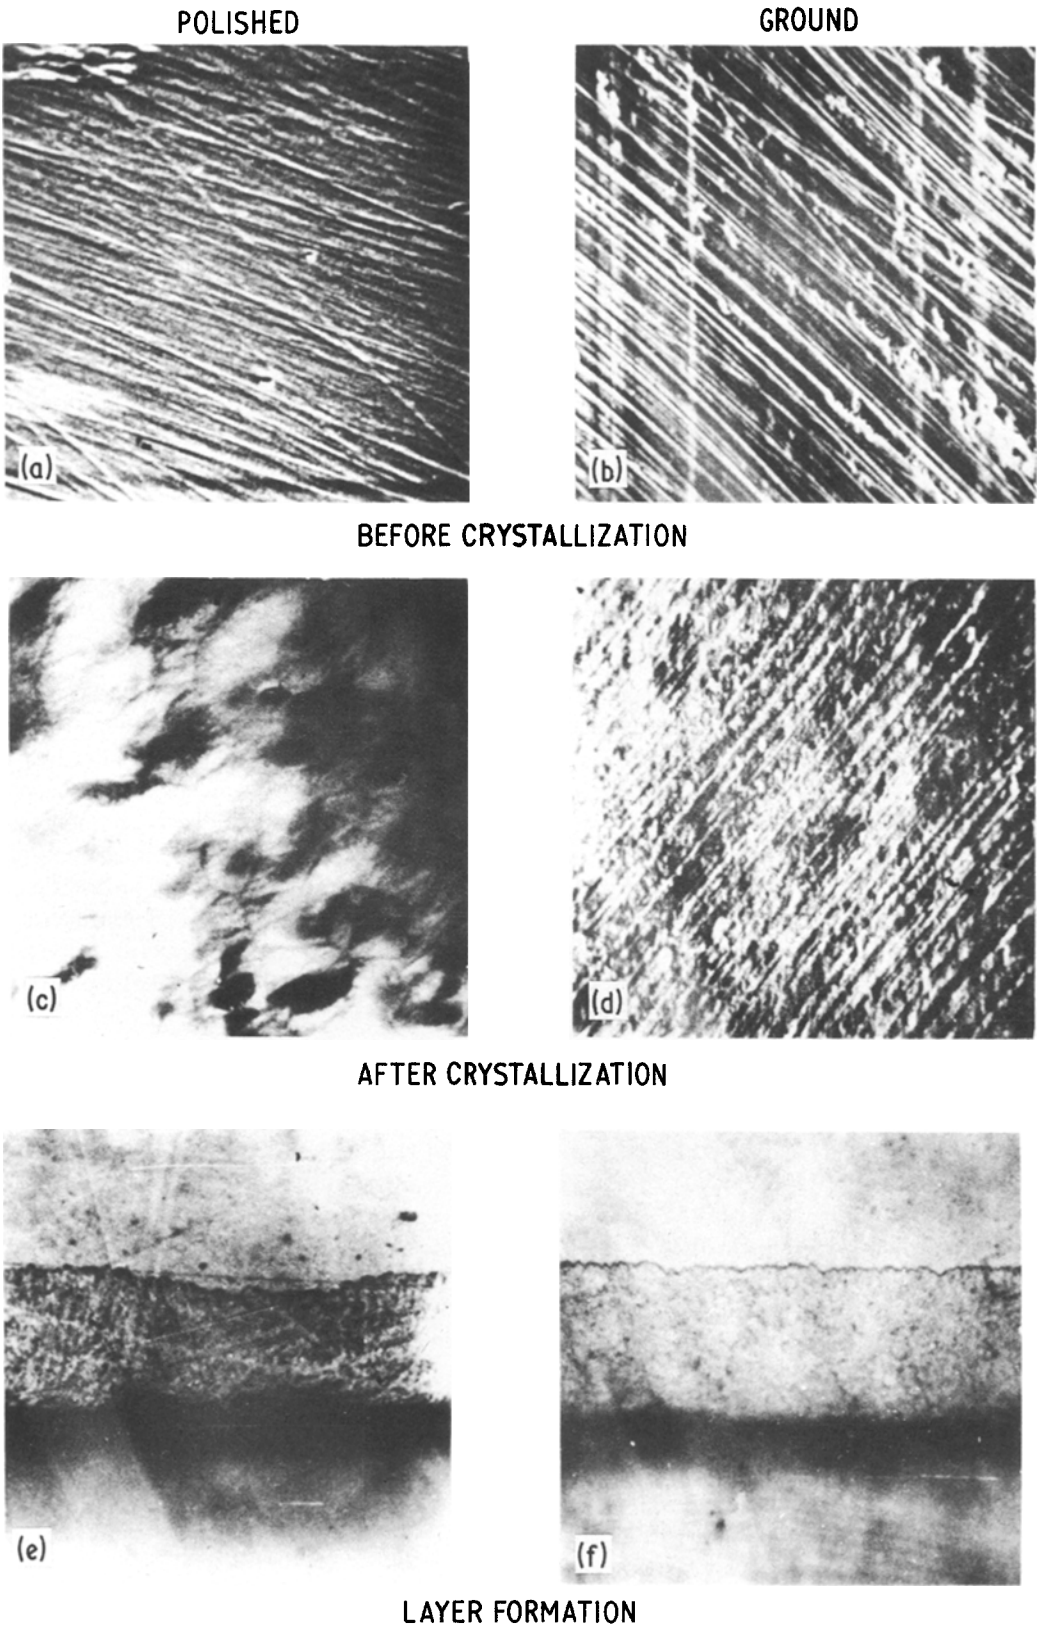 POLISHED
GROUND
(a)
(b)
BEFORE CRYSTALLIZATION
(c)
(d)
AFTER CRYSTALLIZATION
(e)
(f)
LAYER FORMATION